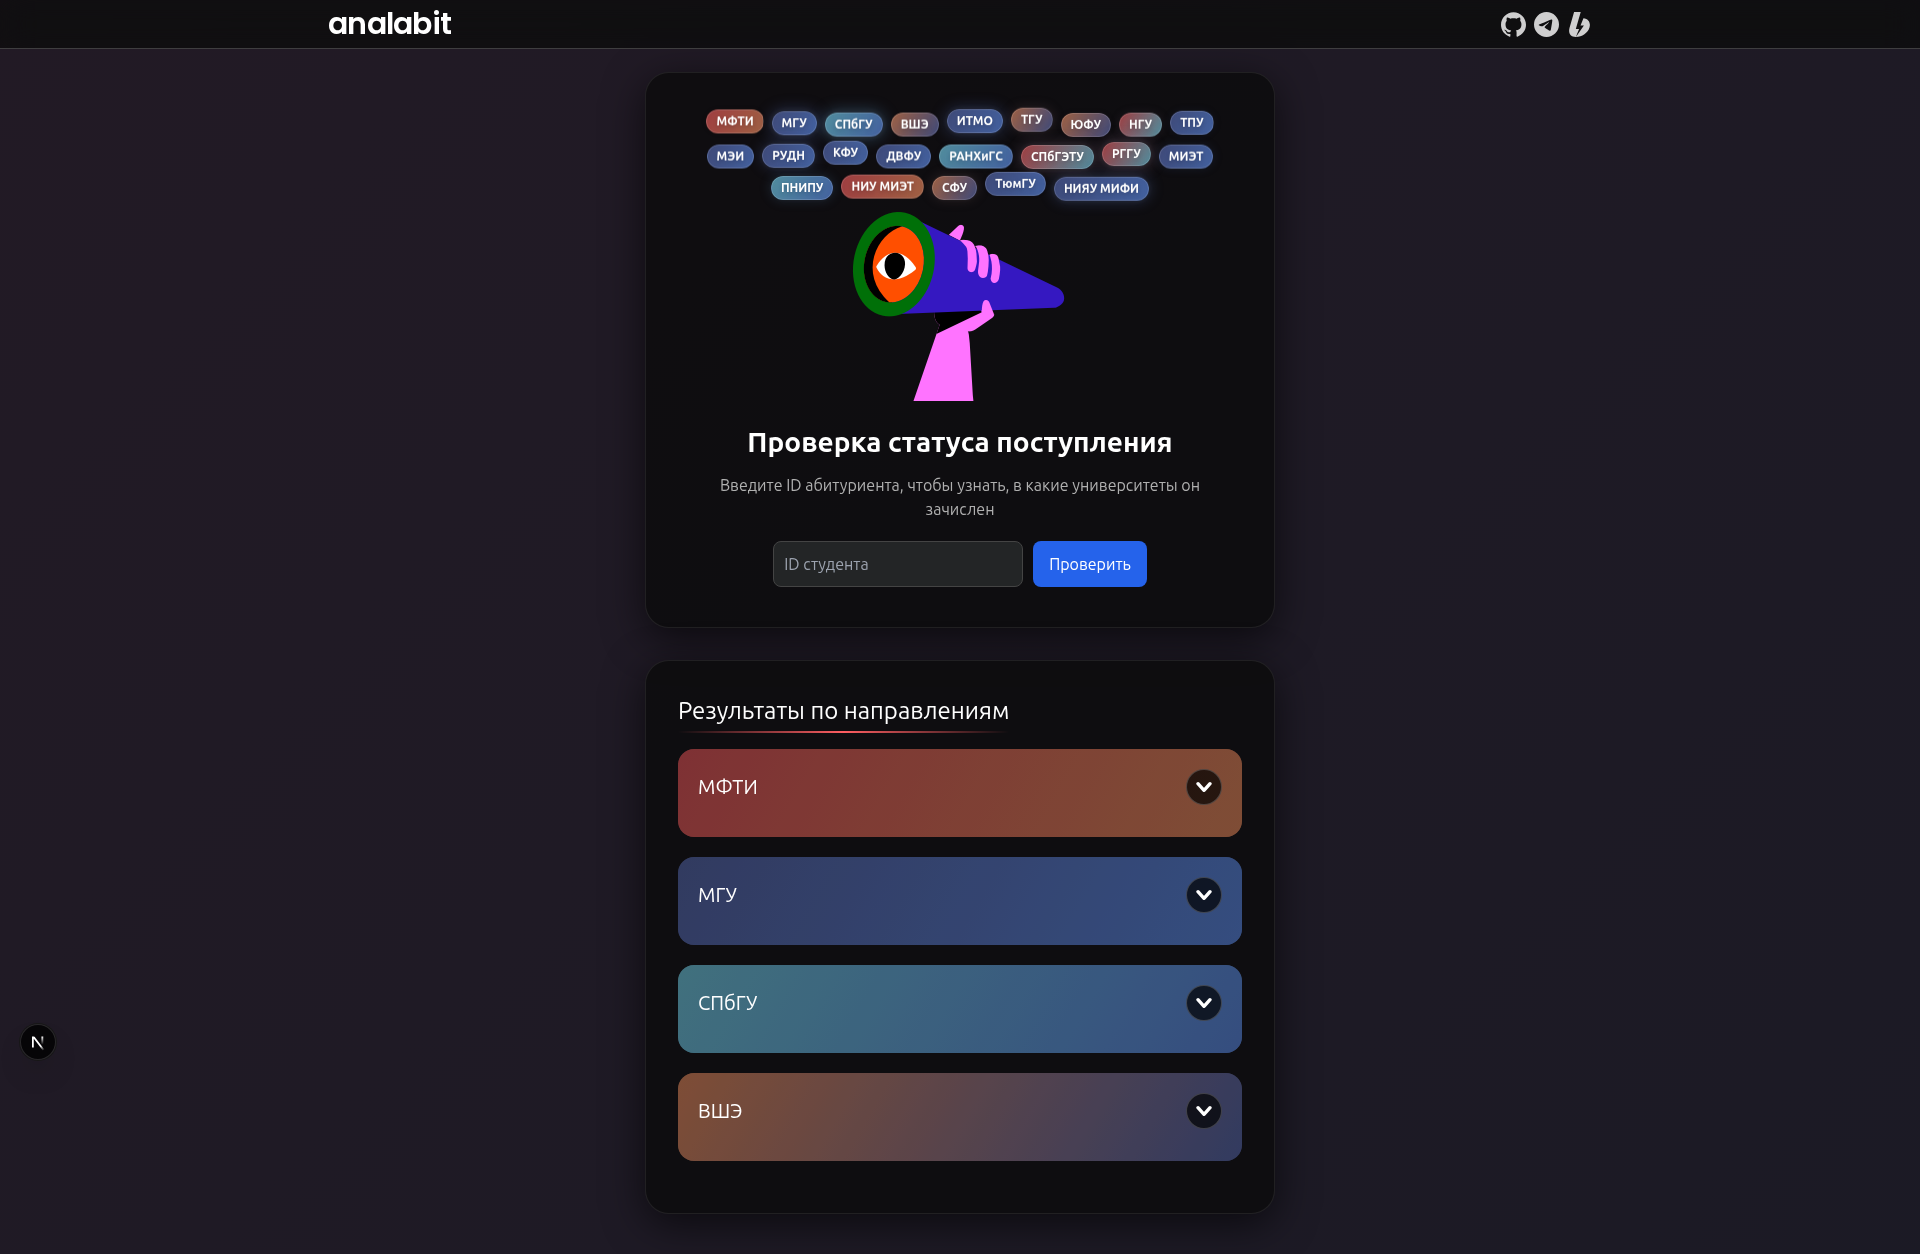 analabit
МФТИ МГУ СПбГУ ВШЭ ИТМО ТГУ ЮФУ НГУ ТПУ
МЭИ РУДН КФУ ДВФУ РАНХиГС СПбГЭТУ РГГУ МИЭТ
ПНИПУ НИУ МИЭТ СФУ ТюмГУ НИЯУ МИФИ
Проверка статуса поступления
Введите ID абитуриента, чтобы узнать, в какие университеты он
зачислен
ID студента Проверить
Результаты по направлениям
МФТИ
МГУ
СПбГУ
N
ВШЭ